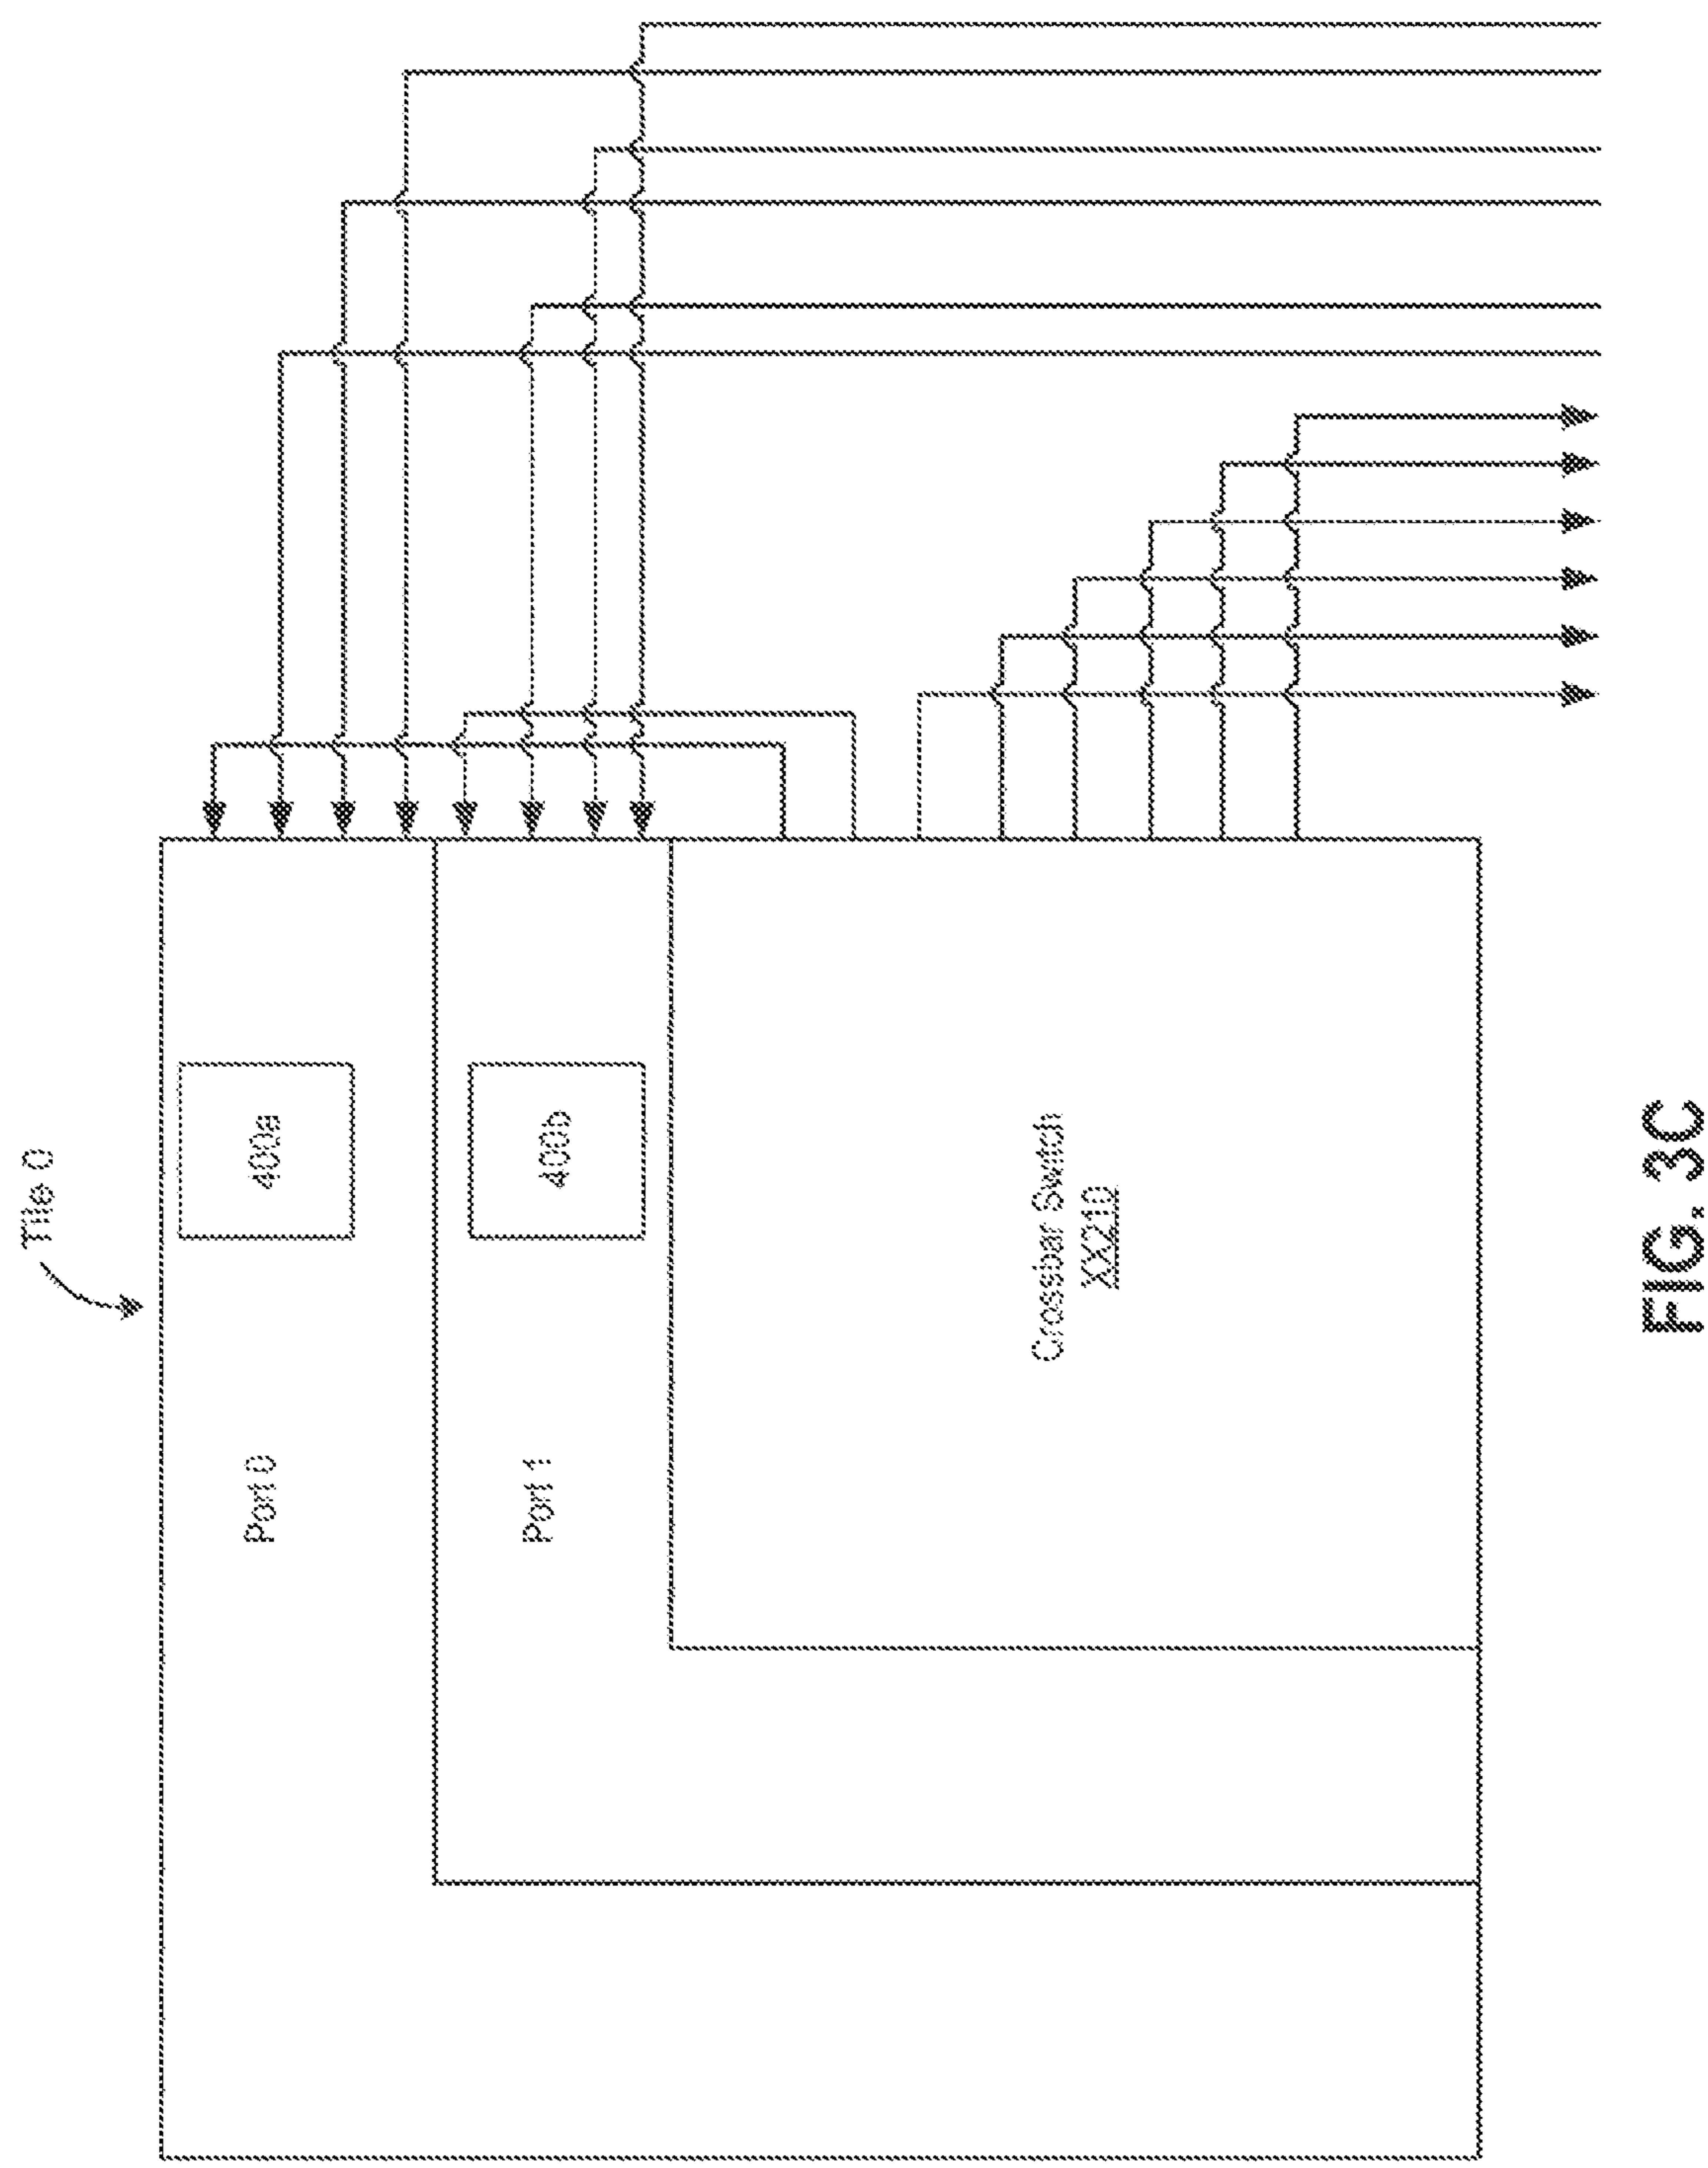 Tile 0
Port 0
400a
Port 1
400b
Crossbar Switch
XX210
FIG. 3C